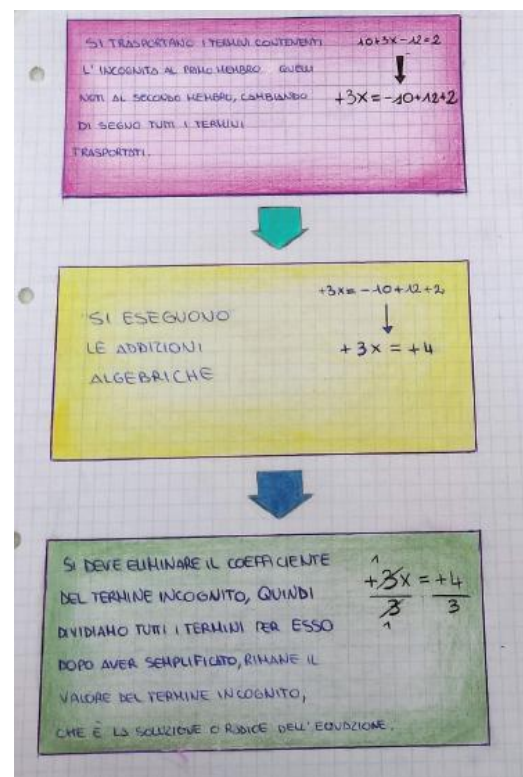 SI TRASPORTANO I TERMINI CONTENENTI
10+3X-12=2
L'INCOGNITA AL PRIMO MEMBRO QUELLI
NOTI AL SECONDO MEMBRO, CAMBIANDO
+3X=-10+12+2
DI SEGNO TUTTI I TERMINI
TRASPORTATI.
+3X=-10+12+2
SI ESEGUONO
LE ADDIZIONI
+3X=+4
ALGEBRICHE
SI DEVE ELIMINARE IL COEFFICIENTE
1
+3X=+4
DEL TERMINE INCOGNITO, QUINDI
3 3
DIVIDIAMO TUTTI I TERMINI PER ESSO
1
DOPO AVER SEMPLIFICATO, RIMANE IL
VALORE DEL TERMINE INCOGNITO,
CHE È LA SOLUZIONE O RADICE DELL'EQUAZIONE.